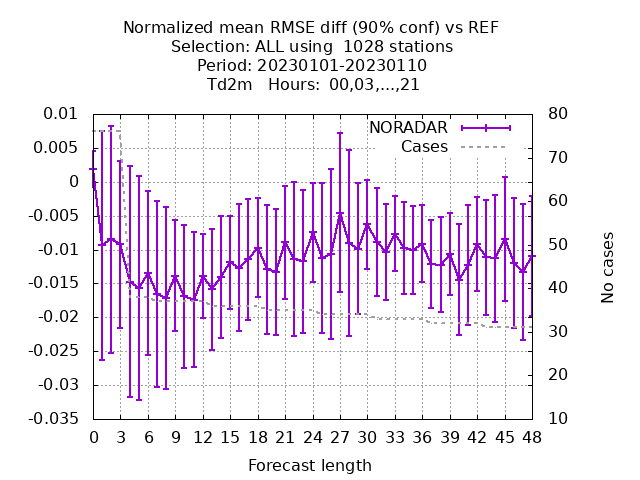 Normalized mean RMSE diff (90% conf) vs REF
Selection: ALL using  1028 stations
Period: 20230101-20230110
Td2m   Hours:  00,03,...,21
0.01
0.005
0
-0.005
-0.01
-0.015
-0.02
-0.025
-0.03
-0.035
NORADAR
Cases
80
70
60
50
40
30
20
10
No cases
0 3 6 9 12 15 18 21 24 27 30 33 36 39 42 45 48
Forecast length